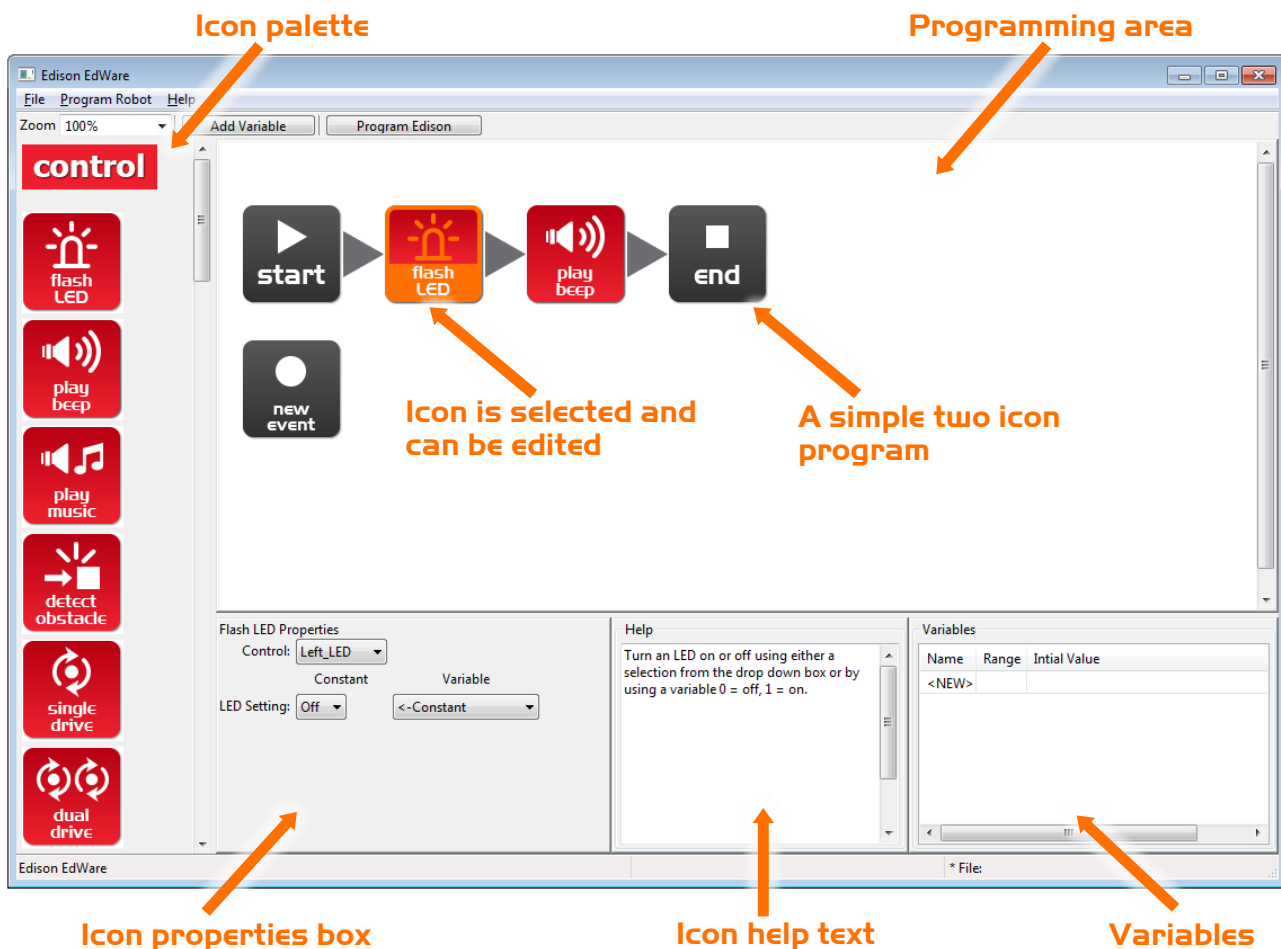 Icon palette
Programming area
Edison EdWare
File Program Robot Help
Zoom 100% Add Variable Program Edison
control
flash
LED
play
beep
play
music
detect
obstacle
single
drive
dual
drive
start
flash
LED
play
beep
end
new
event
Icon is selected and
can be edited
A simple two icon
program
Flash LED Properties
Control: Left_LED
Constant Variable
LED Setting: Off <-Constant
Help
Turn an LED on or off using either a
selection from the drop down box or by
using a variable 0 = off, 1 = on.
Variables
Name Range Intial Value
<NEW>
Edison EdWare
* File:
Icon properties box
Icon help text
Variables